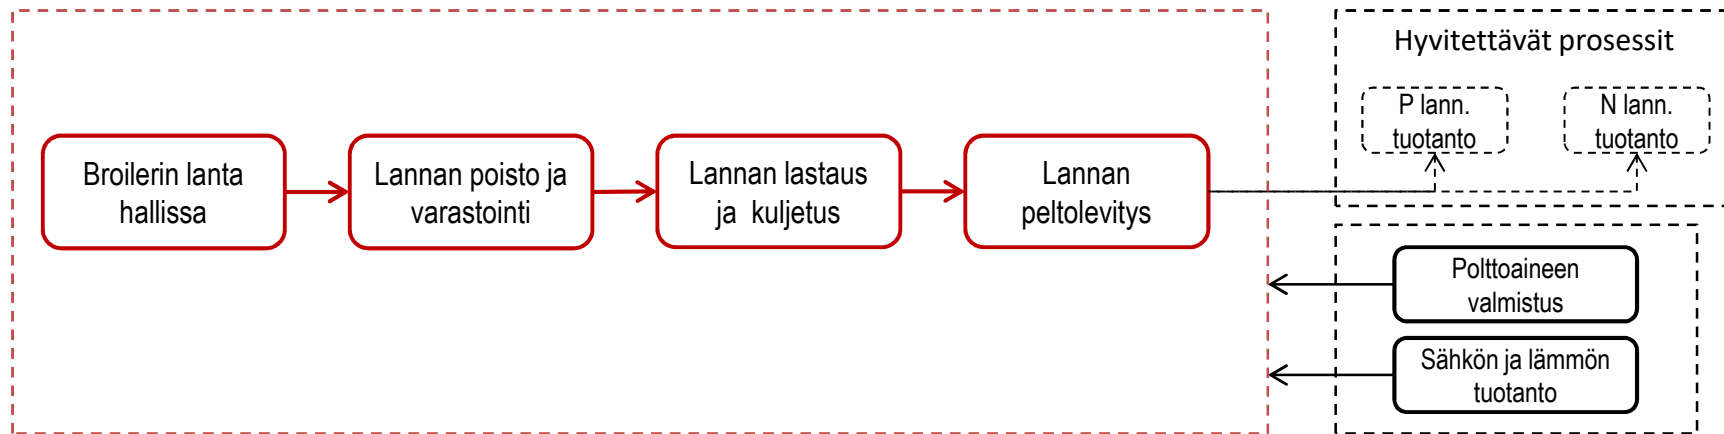 Hyvitettävät prosessit
P lann.
tuotanto
N lann.
tuotanto
Broilerin lanta
hallissa
Lannan poisto ja
varastointi
Lannan lastaus
ja kuljetus
Lannan
peltolevitys
Polttoaineen
valmistus
Sähkön ja lämmön
tuotanto